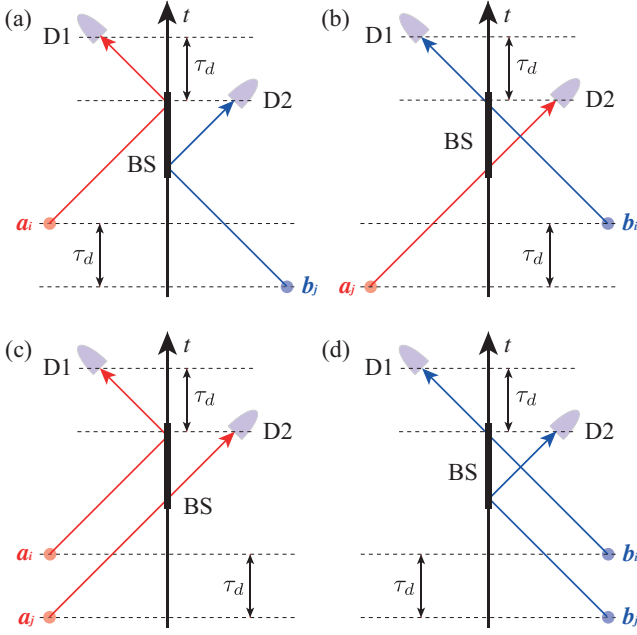 (a)
t
D1
τd
D2
BS
ai
τd
bj
(b)
t
D1
τd
D2
BS
bi
τd
aj
(c)
t
D1
τd
D2
BS
ai
τd
aj
(d)
t
D1
τd
D2
BS
bi
τd
bj